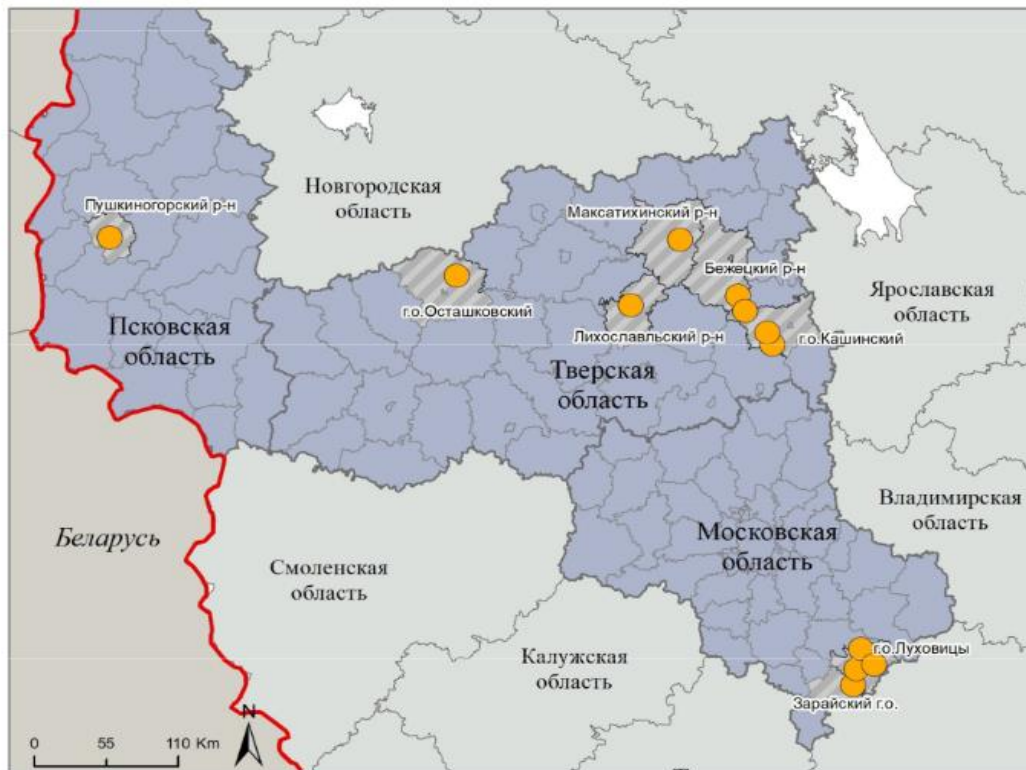 Пушкиногорский р-н
Новгородская
область
Максатихинский р-н
Бежецкий р-н
Ярославская
область
г.о.Осташковский
Псковская
область
Лихославльский р-н
г.о.Кашинский
Тверская
область
Владимирская
область
Беларусь
Московская
область
Смоленская
область
Калужская
область
г.о.Луховицы
Зарайский г.о.
N
0 55 110 Km